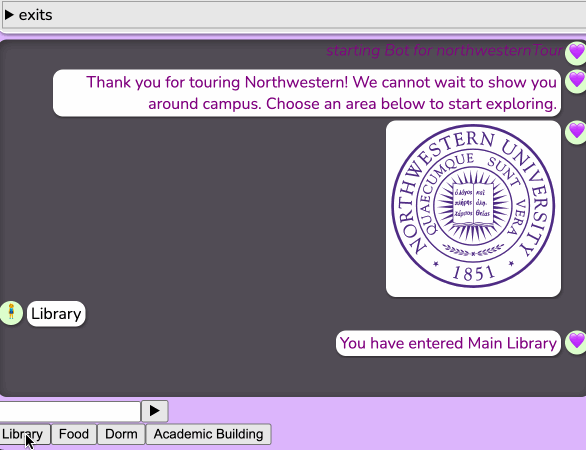 ▶ exits
starting Bot for northwesternTour
Thank you for touring Northwestern! We cannot wait to show you
around campus. Choose an area below to start exploring.
NORTHWESTERN UNIVERSITY
QUAECUMQUE SUNT VERA
ὁ λόγος
πλήρης
χάριτος
καὶ
ἀλη-
θείας
1851
Library
You have entered Main Library
Library Food Dorm Academic Building